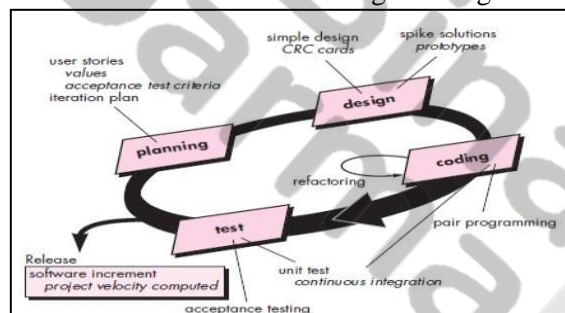 simple design
CRC cards
spike solutions
prototypes
user stories
values
acceptance test criteria
iteration plan
design
planning
coding
refactoring
test
pair programming
Release
software increment
project velocity computed
unit test
continuous integration
acceptance testing